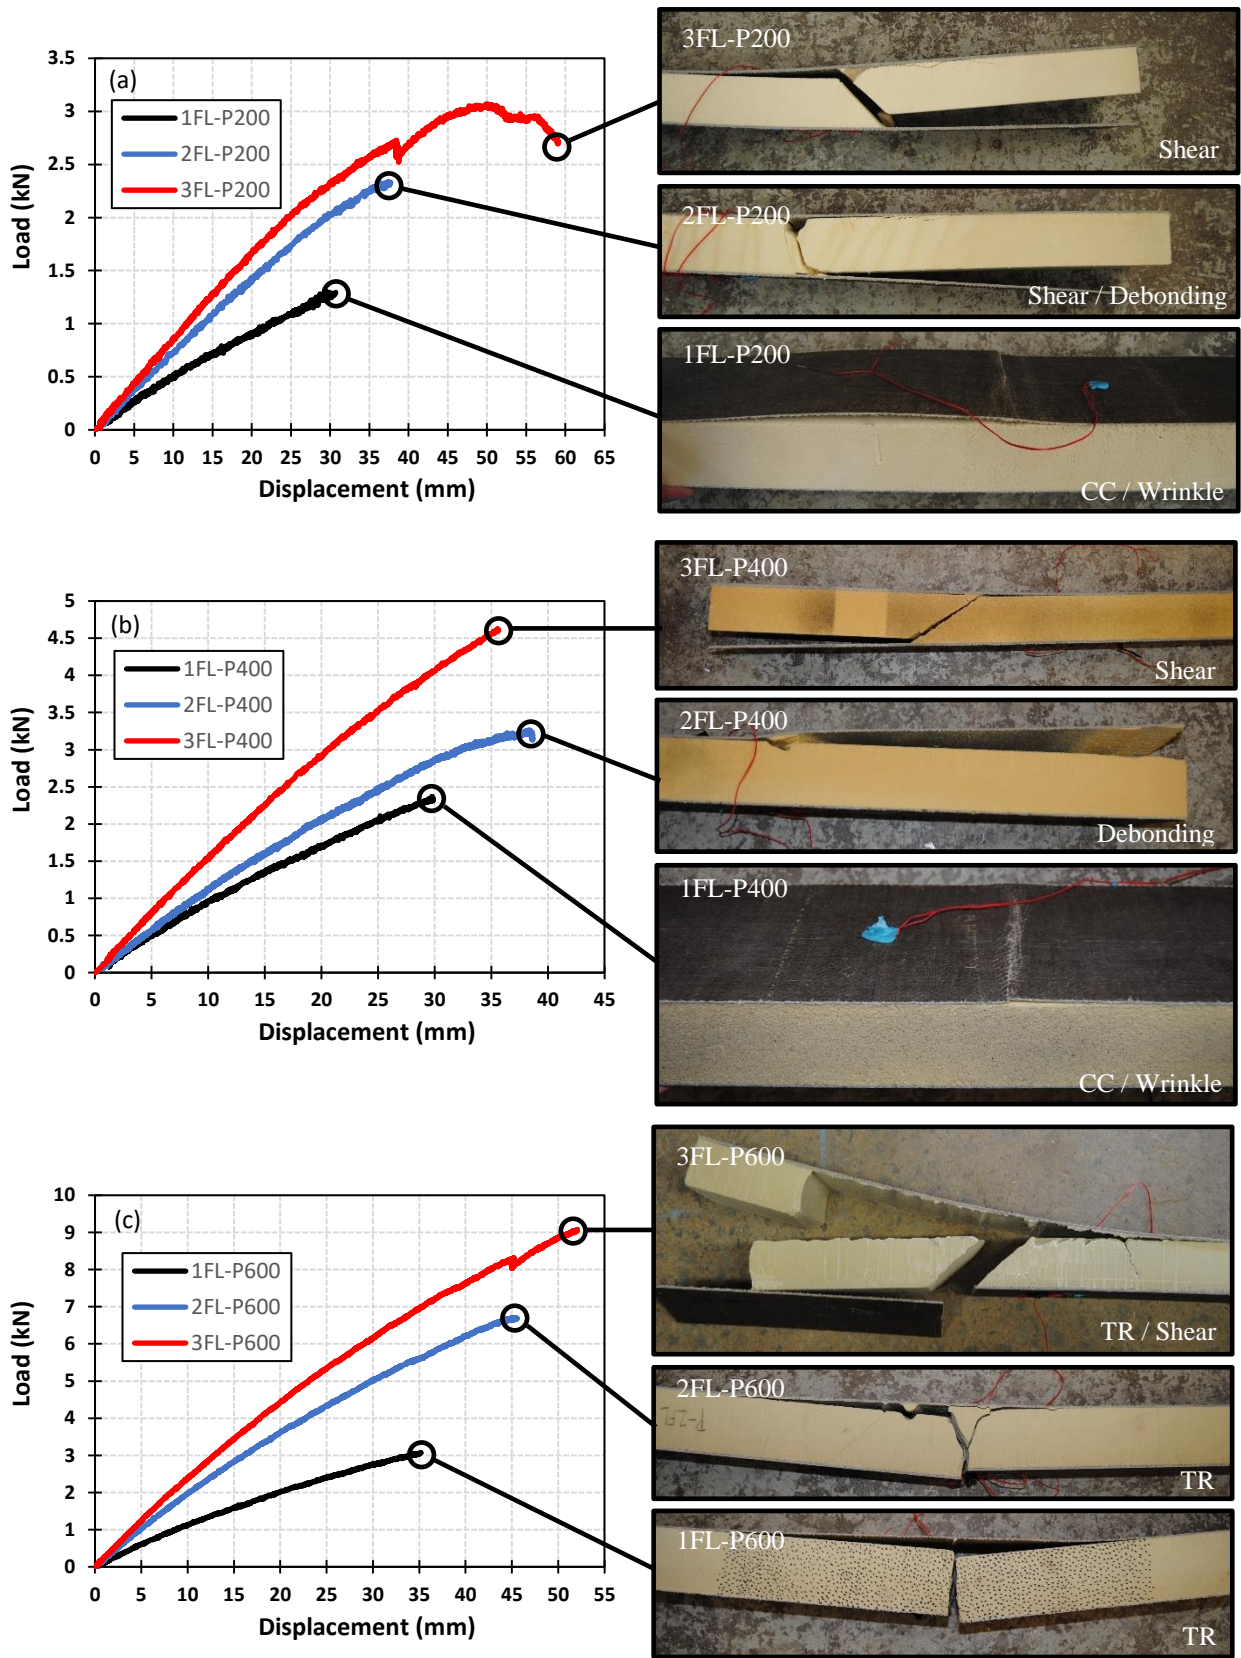 (a)
1FL-P200
2FL-P200
3FL-P200
Load (kN)
3.5
3
2.5
2
1.5
1
0.5
0
0 5 10 15 20 25 30 35 40 45 50 55 60 65
Displacement (mm)
3FL-P200
Shear
2FL-P200
Shear / Debonding
1FL-P200
CC / Wrinkle
(b)
1FL-P400
2FL-P400
3FL-P400
Load (kN)
5
4.5
4
3.5
3
2.5
2
1.5
1
0.5
0
0 5 10 15 20 25 30 35 40 45
Displacement (mm)
3FL-P400
Shear
2FL-P400
Debonding
1FL-P400
CC / Wrinkle
(c)
1FL-P600
2FL-P600
3FL-P600
Load (kN)
10
9
8
7
6
5
4
3
2
1
0
0 5 10 15 20 25 30 35 40 45 50 55
Displacement (mm)
3FL-P600
TR / Shear
2FL-P600
P-2FL
TR
1FL-P600
TR